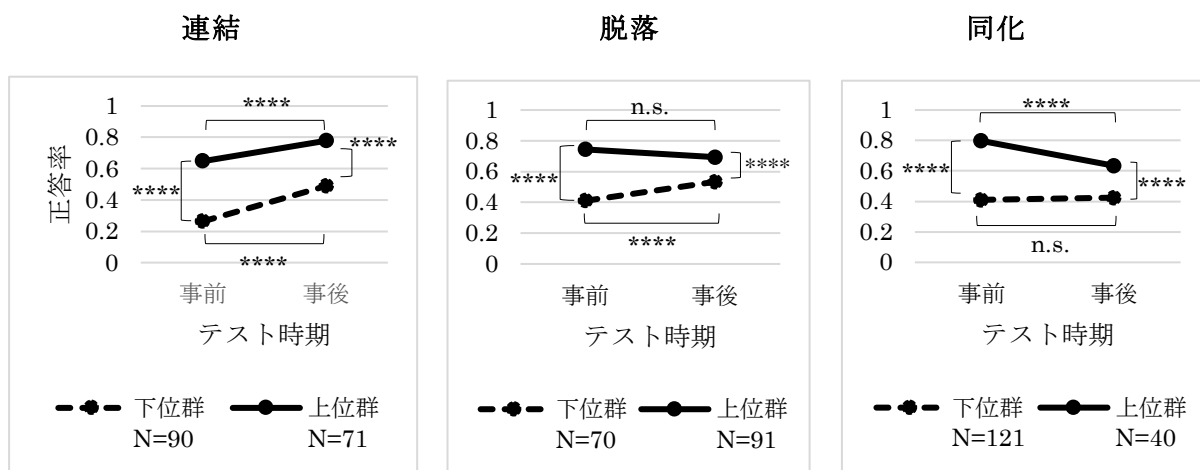 連結
1
0.8
0.6
0.4
0.2
0
正答率
****
****
****
****
事前 事後
テスト時期
下位群 上位群
N=90 N=71
脱落
1
0.8
0.6
0.4
0.2
0
n.s.
****
****
****
事前 事後
テスト時期
下位群 上位群
N=70 N=91
同化
1
0.8
0.6
0.4
0.2
0
****
****
****
n.s.
事前 事後
テスト時期
下位群 上位群
N=121 N=40